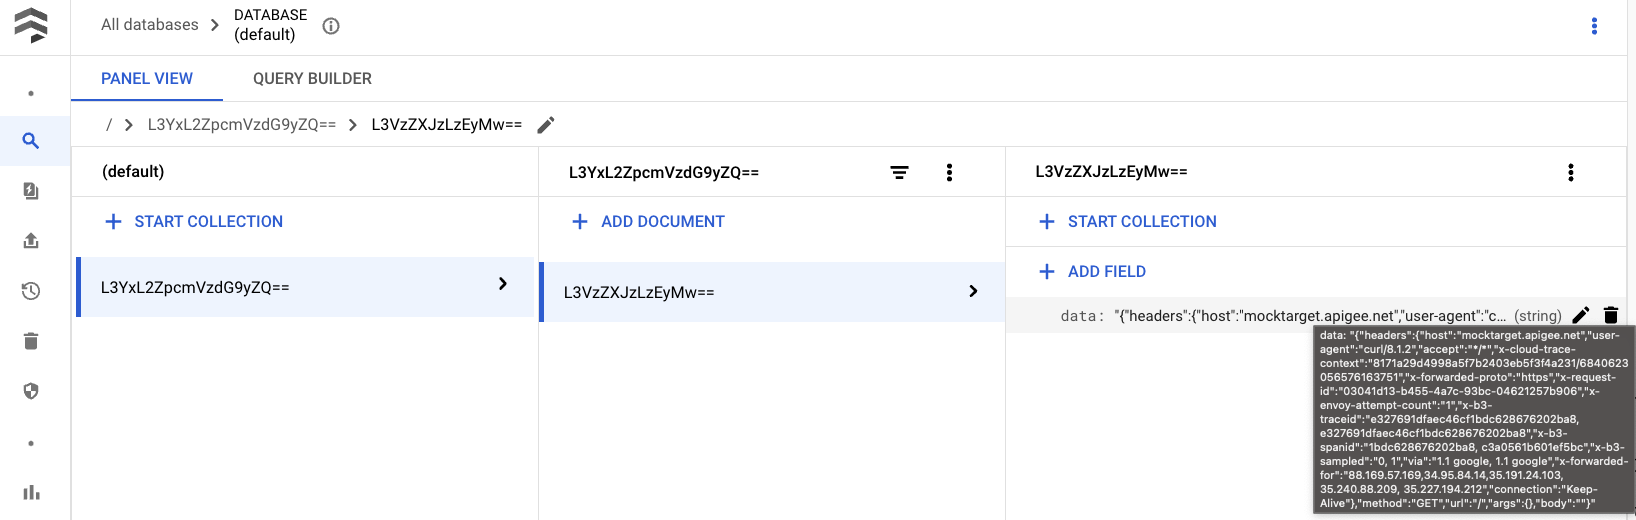 All databases
DATABASE
(default)
PANEL VIEW
QUERY BUILDER
/ > L3YxL2ZpcmVzdG9yZQ== > L3VzZXJzLzEyMw==
(default)
L3YxL2ZpcmVzdG9yZQ==
L3VzZXJzLzEyMw==
+ START COLLECTION
+ ADD DOCUMENT
+ START COLLECTION
+ ADD FIELD
L3YxL2ZpcmVzdG9yZQ==
L3VzZXJzLzEyMw==
data: "{"headers":{"host":"mocktarget.apigee.net","user-agent":"c... (string)
data: "{"headers":{"host":"mocktarget.apigee.net","user-
agent":"curl/8.1.2","accept":"*/*","x-cloud-trace-
context":"8171a29d4998a5f7b2403eb5f3f4a231/6840623
056576163751","x-forwarded-proto":"https","x-request-
id":"03041d13-b455-4a7c-93bc-04621257b906","x-
envoy-attempt-count":"1","x-b3-
traceid":"e327691dfaec46cf1bdc628676202ba8,
e327691dfaec46cf1bdc628676202ba8","x-b3-
spanid":"1bdc628676202ba8, c3a0561b601ef5bc","x-b3-
sampled":"0, 1","via":"1.1 google, 1.1 google","x-forwarded-
for":"88.169.57.169,34.95.84.14,35.191.24.103,
35.240.88.209, 35.227.194.212","connection":"Keep-
Alive"},"method":"GET","url":"/","args":{},"body":""}"